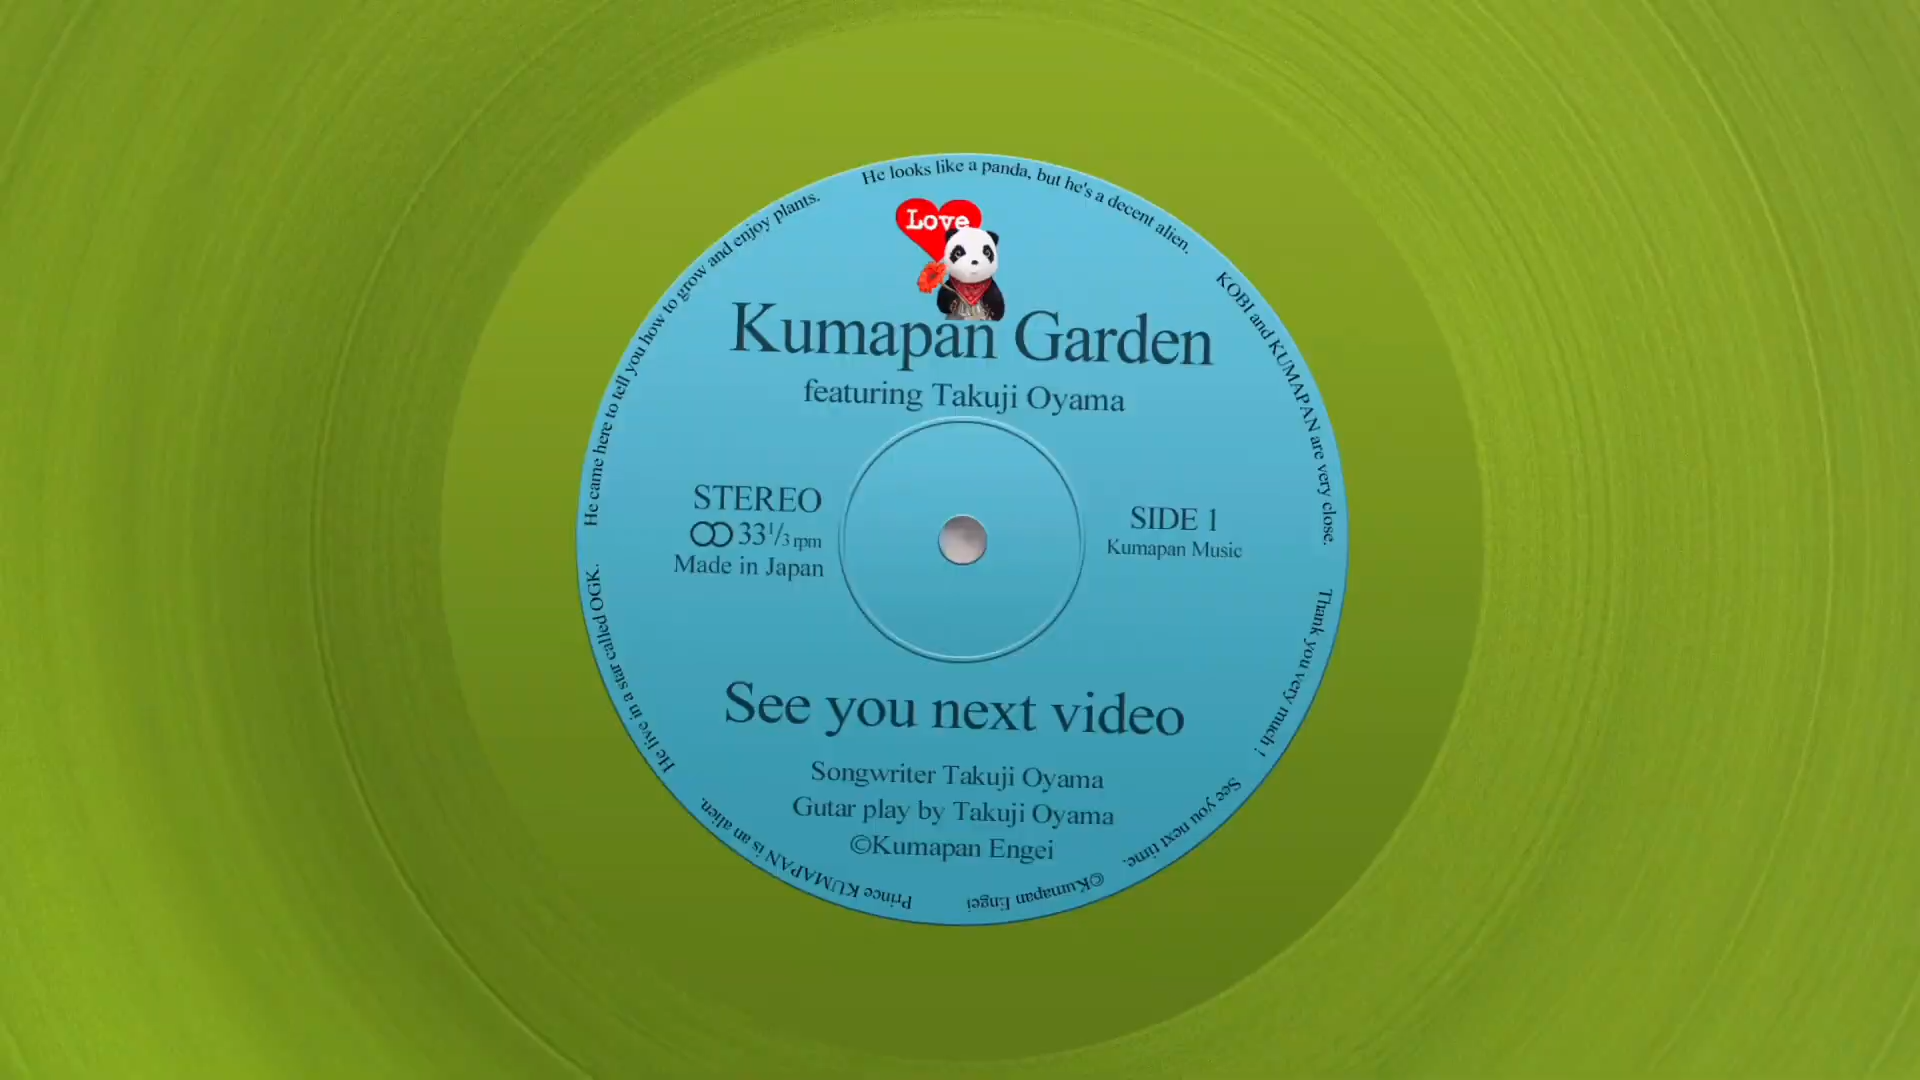 Love
Kumapan Garden
featuring Takuji Oyama
STEREO
33 1/3 rpm
Made in Japan
SIDE 1
Kumapan Music
See you next video
Songwriter Takuji Oyama
Gutar play by Takuji Oyama
©Kumapan Engei
Prince KUMAPAN is an alien.
He live in a star called OGK.
He came here to tell you how to grow and enjoy plants.
He looks like a panda, but he's a decent alien.
KOBI and KUMAPAN are very close.
Thank you very much !
See you next time.
©Kumapan Engei